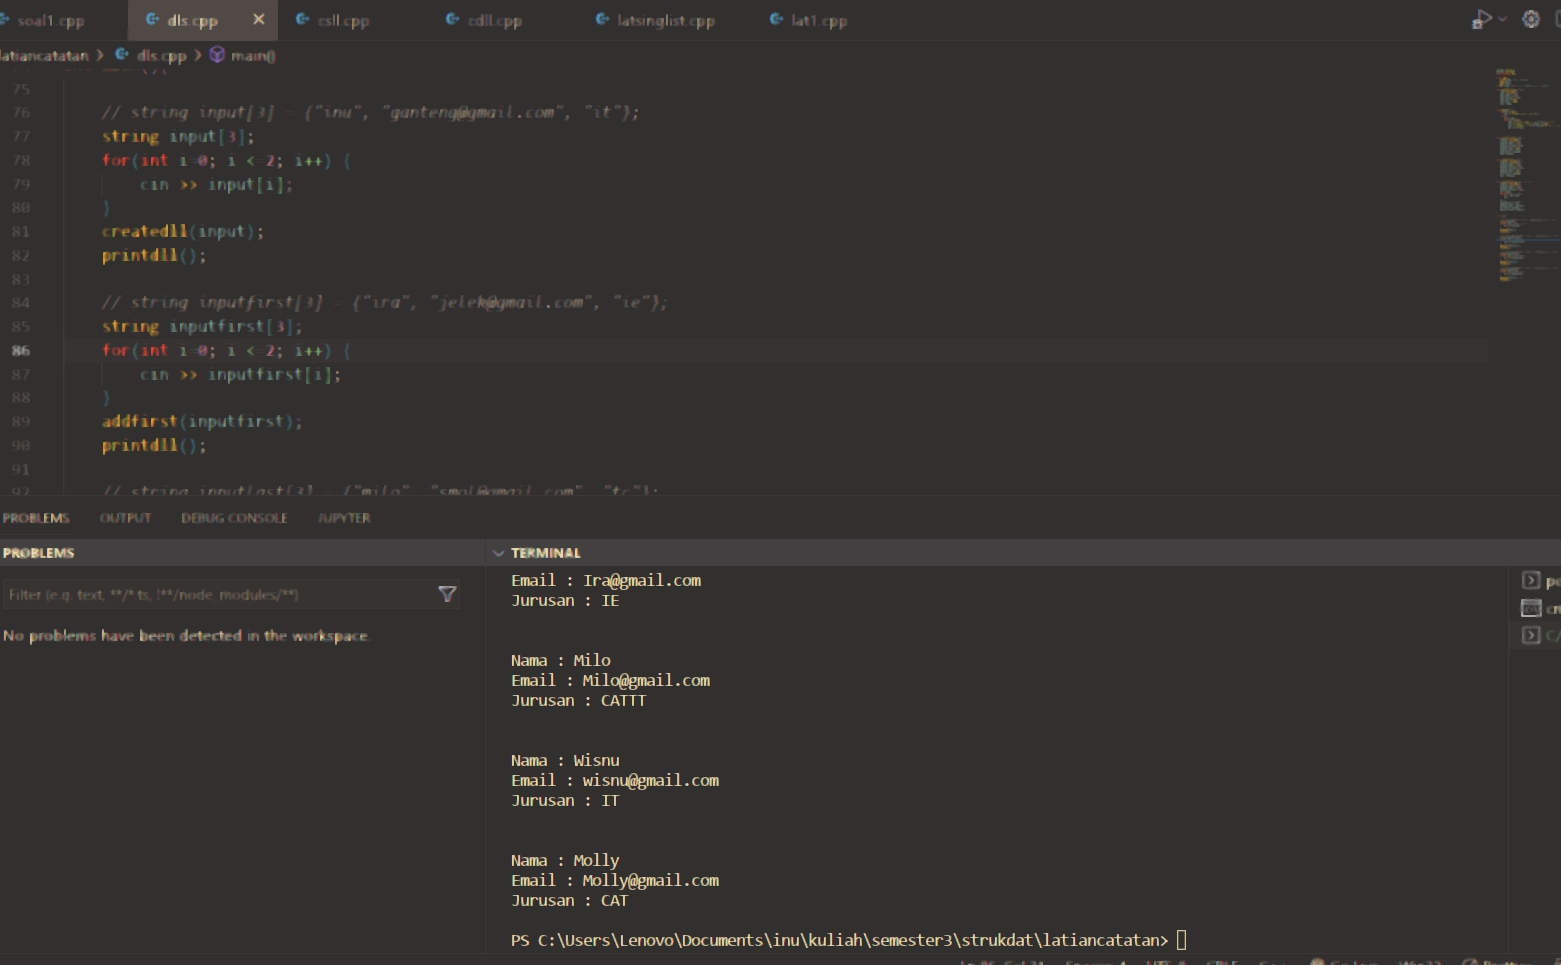 soal1.cpp
dls.cpp
csll.cpp
cdll.cpp
latsinglist.cpp
lat1.cpp
latiancatatan > dls.cpp > main()
75
76 // string input[3] = {"inu", "ganteng@gmail.com", "it"};
77 string input[3];
78 for(int i=0; i <=2; i++) {
79 cin >> input[i];
80 }
81 createdll(input);
82 printdll();
83
84 // string inputfirst[3] = {"ira", "jelek@gmail.com", "ie"};
85 string inputfirst[3];
86 for(int i=0; i <=2; i++) {
87 cin >> inputfirst[i];
88 }
89 addfirst(inputfirst);
90 printdll();
91
92 // string inputlast[3] = {"milo",
PROBLEMS OUTPUT DEBUG CONSOLE JUPYTER
PROBLEMS
Filter (e.g. text, **/*.ts, !**/node_modules/**)
No problems have been detected in the workspace.
TERMINAL
Email : Ira@gmail.com
Jurusan : IE
Nama : Milo
Email : Milo@gmail.com
Jurusan : CATTT
Nama : Wisnu
Email : wisnu@gmail.com
Jurusan : IT
Nama : Molly
Email : Molly@gmail.com
Jurusan : CAT
PS C:\Users\Lenovo\Documents\inu\kuliah\semester3\strukdat\latiancatatan>